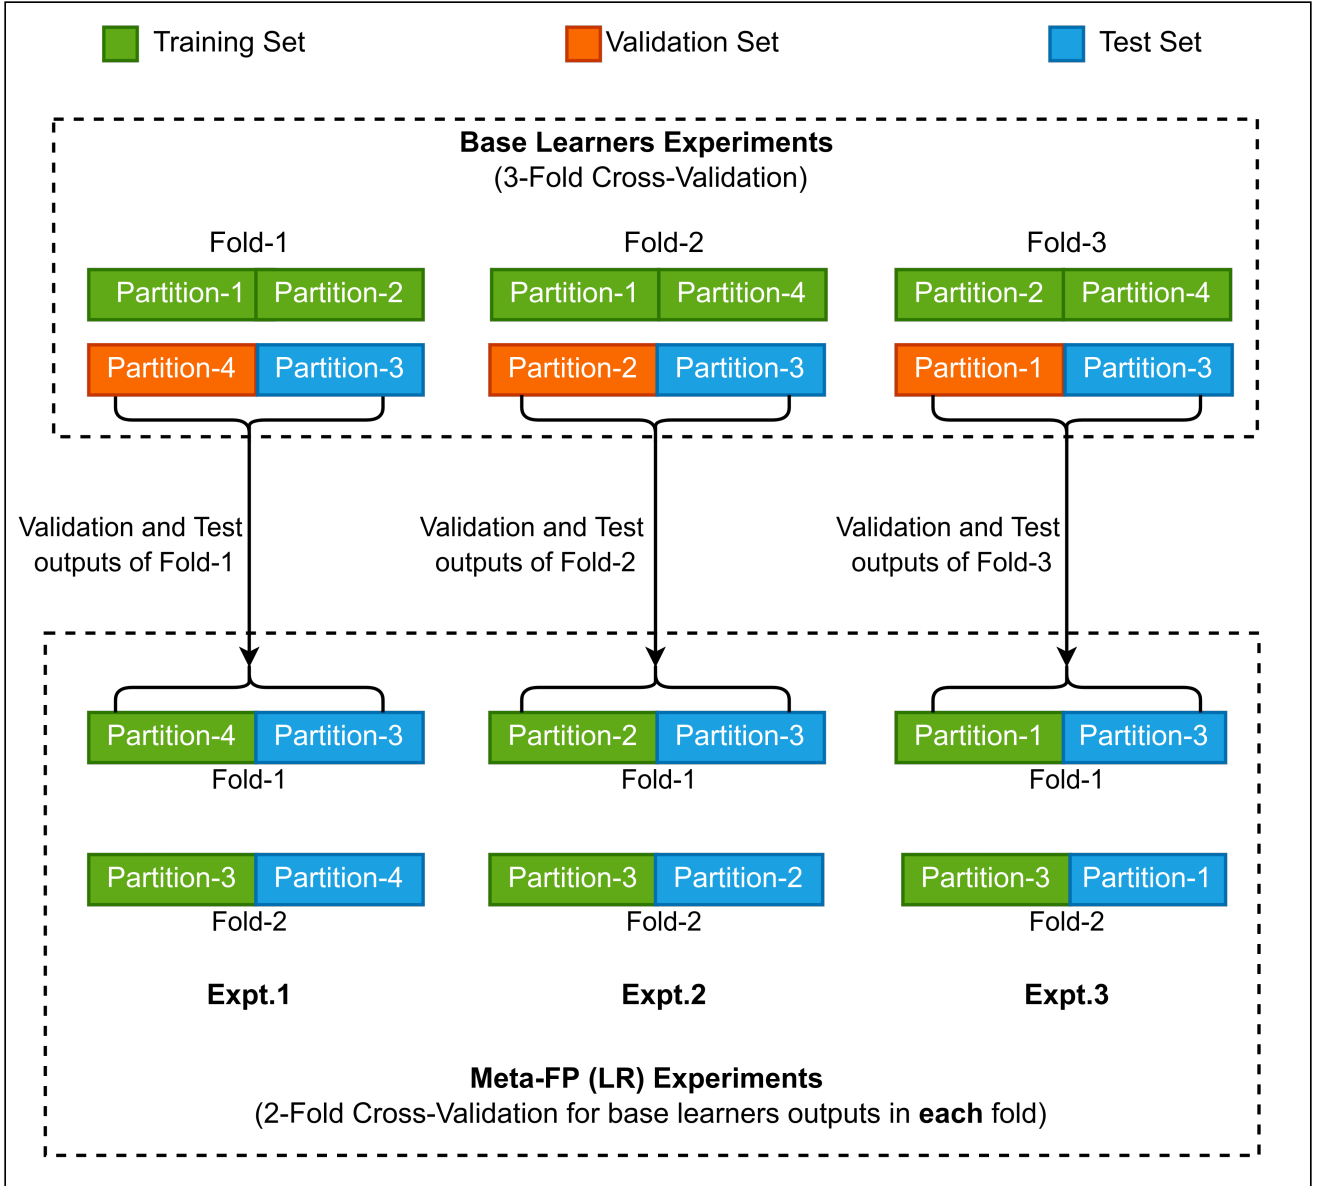 Training Set Validation Set Test Set
Base Learners Experiments
(3-Fold Cross-Validation)
Fold-1 Fold-2 Fold-3
Partition-1 Partition-2 Partition-1 Partition-4 Partition-2 Partition-4
Partition-4 Partition-3 Partition-2 Partition-3 Partition-1 Partition-3
Validation and Test
outputs of Fold-1
Validation and Test
outputs of Fold-2
Validation and Test
outputs of Fold-3
Partition-4 Partition-3 Partition-2 Partition-3 Partition-1 Partition-3
Fold-1 Fold-1 Fold-1
Partition-3 Partition-4 Partition-3 Partition-2 Partition-3 Partition-1
Fold-2 Fold-2 Fold-2
Expt.1 Expt.2 Expt.3
Meta-FP (LR) Experiments
(2-Fold Cross-Validation for base learners outputs in each fold)